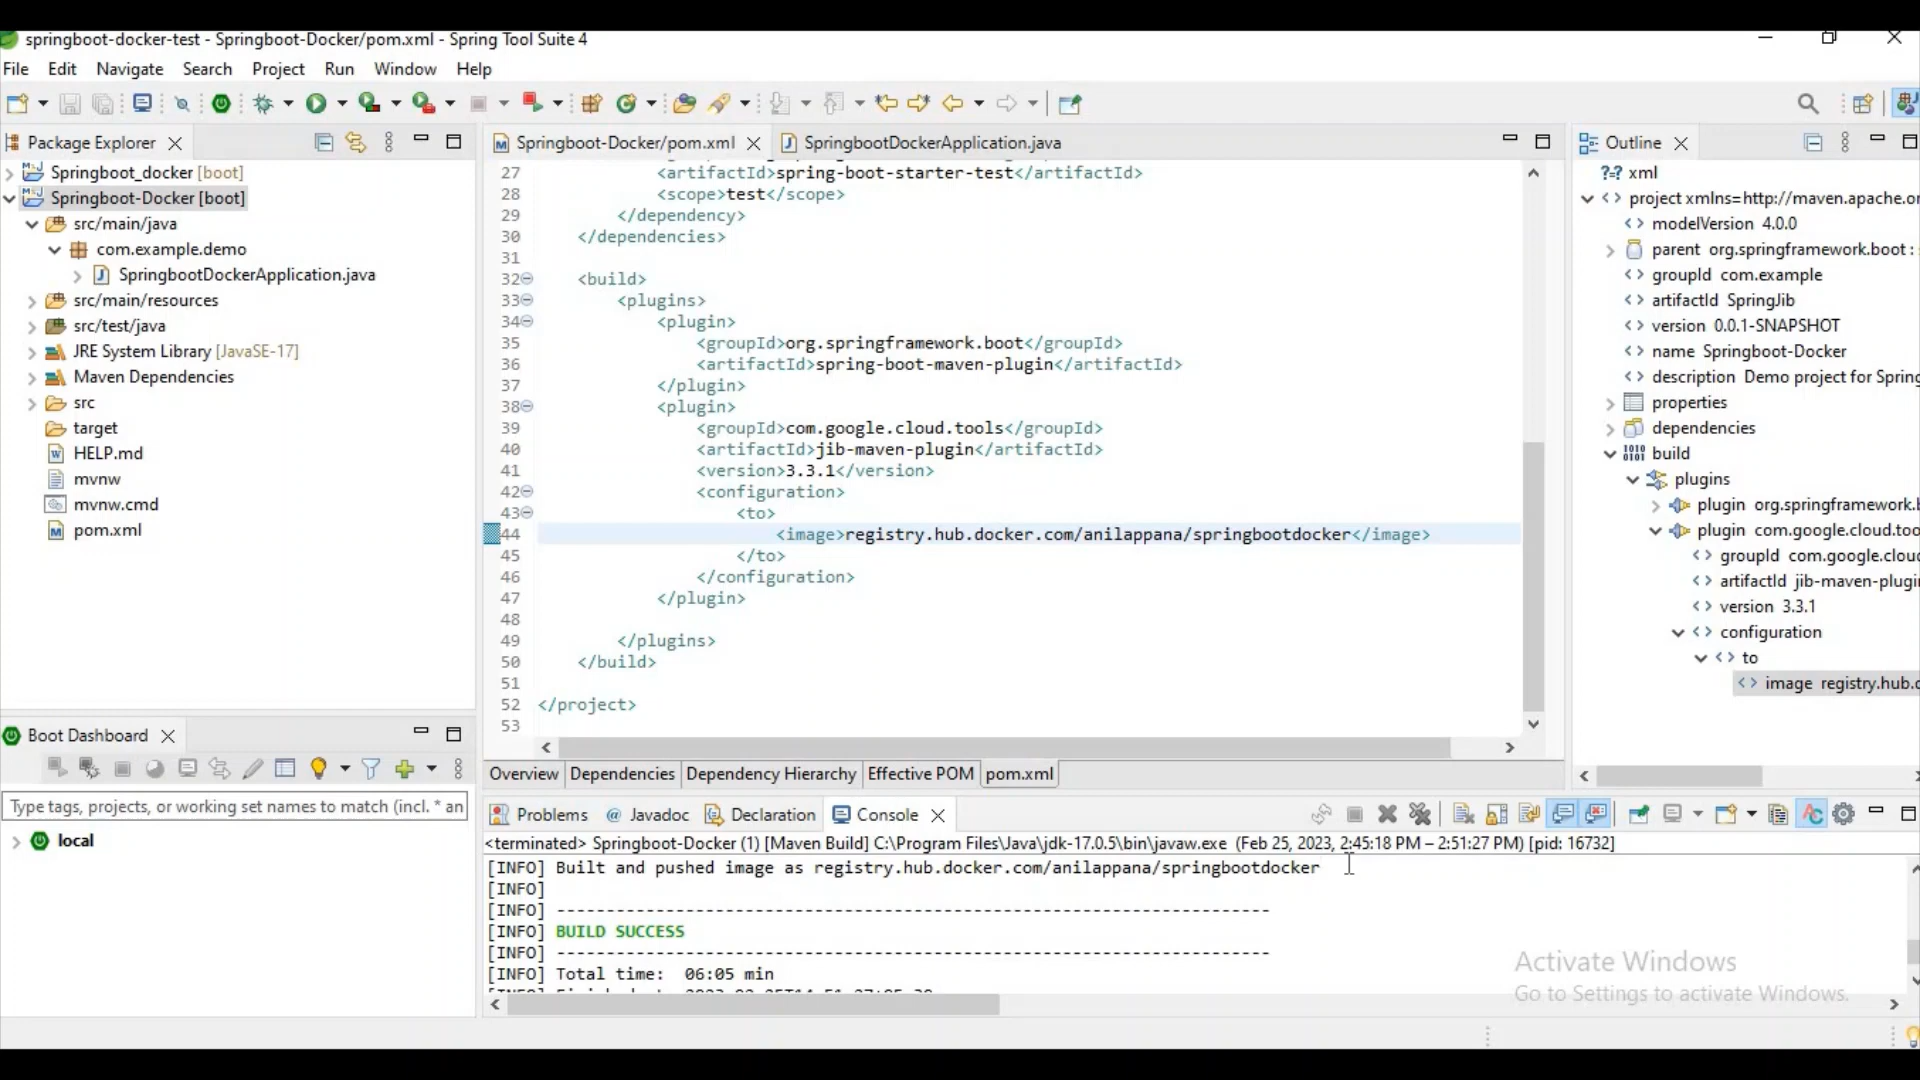 springboot-docker-test - Springboot-Docker/pom.xml - Spring Tool Suite 4
File Edit Navigate Search Project Run Window Help
Package Explorer
Springboot_docker [boot]
Springboot-Docker [boot]
src/main/java
com.example.demo
SpringbootDockerApplication.java
src/main/resources
src/test/java
JRE System Library [JavaSE-17]
Maven Dependencies
src
target
HELP.md
mvnw
mvnw.cmd
pom.xml
Boot Dashboard
Type tags, projects, or working set names to match (incl. * an
local
Springboot-Docker/pom.xml SpringbootDockerApplication.java
27 <artifactId>spring-boot-starter-test</artifactId>
28 <scope>test</scope>
29 </dependency>
30 </dependencies>
31
32 <build>
33 <plugins>
34 <plugin>
35 <groupId>org.springframework.boot</groupId>
36 <artifactId>spring-boot-maven-plugin</artifactId>
37 </plugin>
38 <plugin>
39 <groupId>com.google.cloud.tools</groupId>
40 <artifactId>jib-maven-plugin</artifactId>
41 <version>3.3.1</version>
42 <configuration>
43 <to>
44 <image>registry.hub.docker.com/anilappana/springbootdocker</image>
45 </to>
46 </configuration>
47 </plugin>
48
49 </plugins>
50 </build>
51
52 </project>
53
Overview Dependencies Dependency Hierarchy Effective POM pom.xml
Problems @ Javadoc Declaration Console
<terminated> Springboot-Docker (1) [Maven Build] C:\Program Files\Java\jdk-17.0.5\bin\javaw.exe (Feb 25, 2023, 2:45:18 PM – 2:51:27 PM) [pid: 16732]
[INFO] Built and pushed image as registry.hub.docker.com/anilappana/springbootdocker
[INFO]
[INFO] ------------------------------------------------------------------------
[INFO] BUILD SUCCESS
[INFO] ------------------------------------------------------------------------
[INFO] Total time: 06:05 min
Outline
?=? xml
project xmlns=http://maven.apache.or
modelVersion 4.0.0
parent org.springframework.boot :
groupId com.example
artifactId SpringJib
version 0.0.1-SNAPSHOT
name Springboot-Docker
description Demo project for Spring
properties
dependencies
build
plugins
plugin org.springframework.b
plugin com.google.cloud.too
groupId com.google.clou
artifactId jib-maven-plugi
version 3.3.1
configuration
to
image registry.hub.d
Activate Windows
Go to Settings to activate Windows.